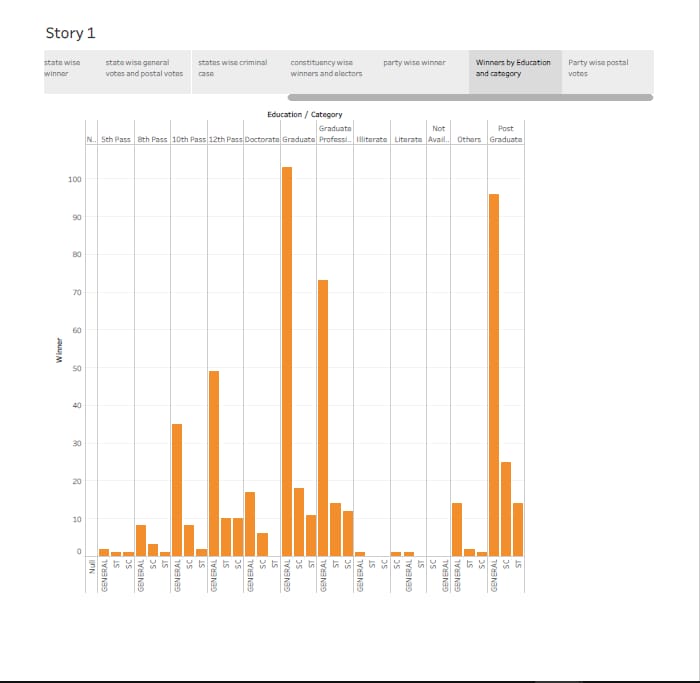 Story 1
state wise winner
state wise general votes and postal votes
states wise criminal case
constituency wise winners and electors
party wise winner
Winners by Education and category
Party wise postal votes
Education / Category
N..
5th Pass
8th Pass
10th Pass
12th Pass
Doctorate
Graduate
Graduate Professi..
Illiterate
Literate
Not Avail..
Others
Post Graduate
Winner
100
90
80
70
60
50
40
30
20
10
0
Null
GENERAL
ST
SC
GENERAL
SC
ST
GENERAL
SC
ST
GENERAL
ST
SC
GENERAL
SC
ST
GENERAL
SC
ST
GENERAL
ST
SC
GENERAL
ST
SC
SC
GENERAL
ST
SC
GENERAL
GENERAL
ST
SC
GENERAL
SC
ST